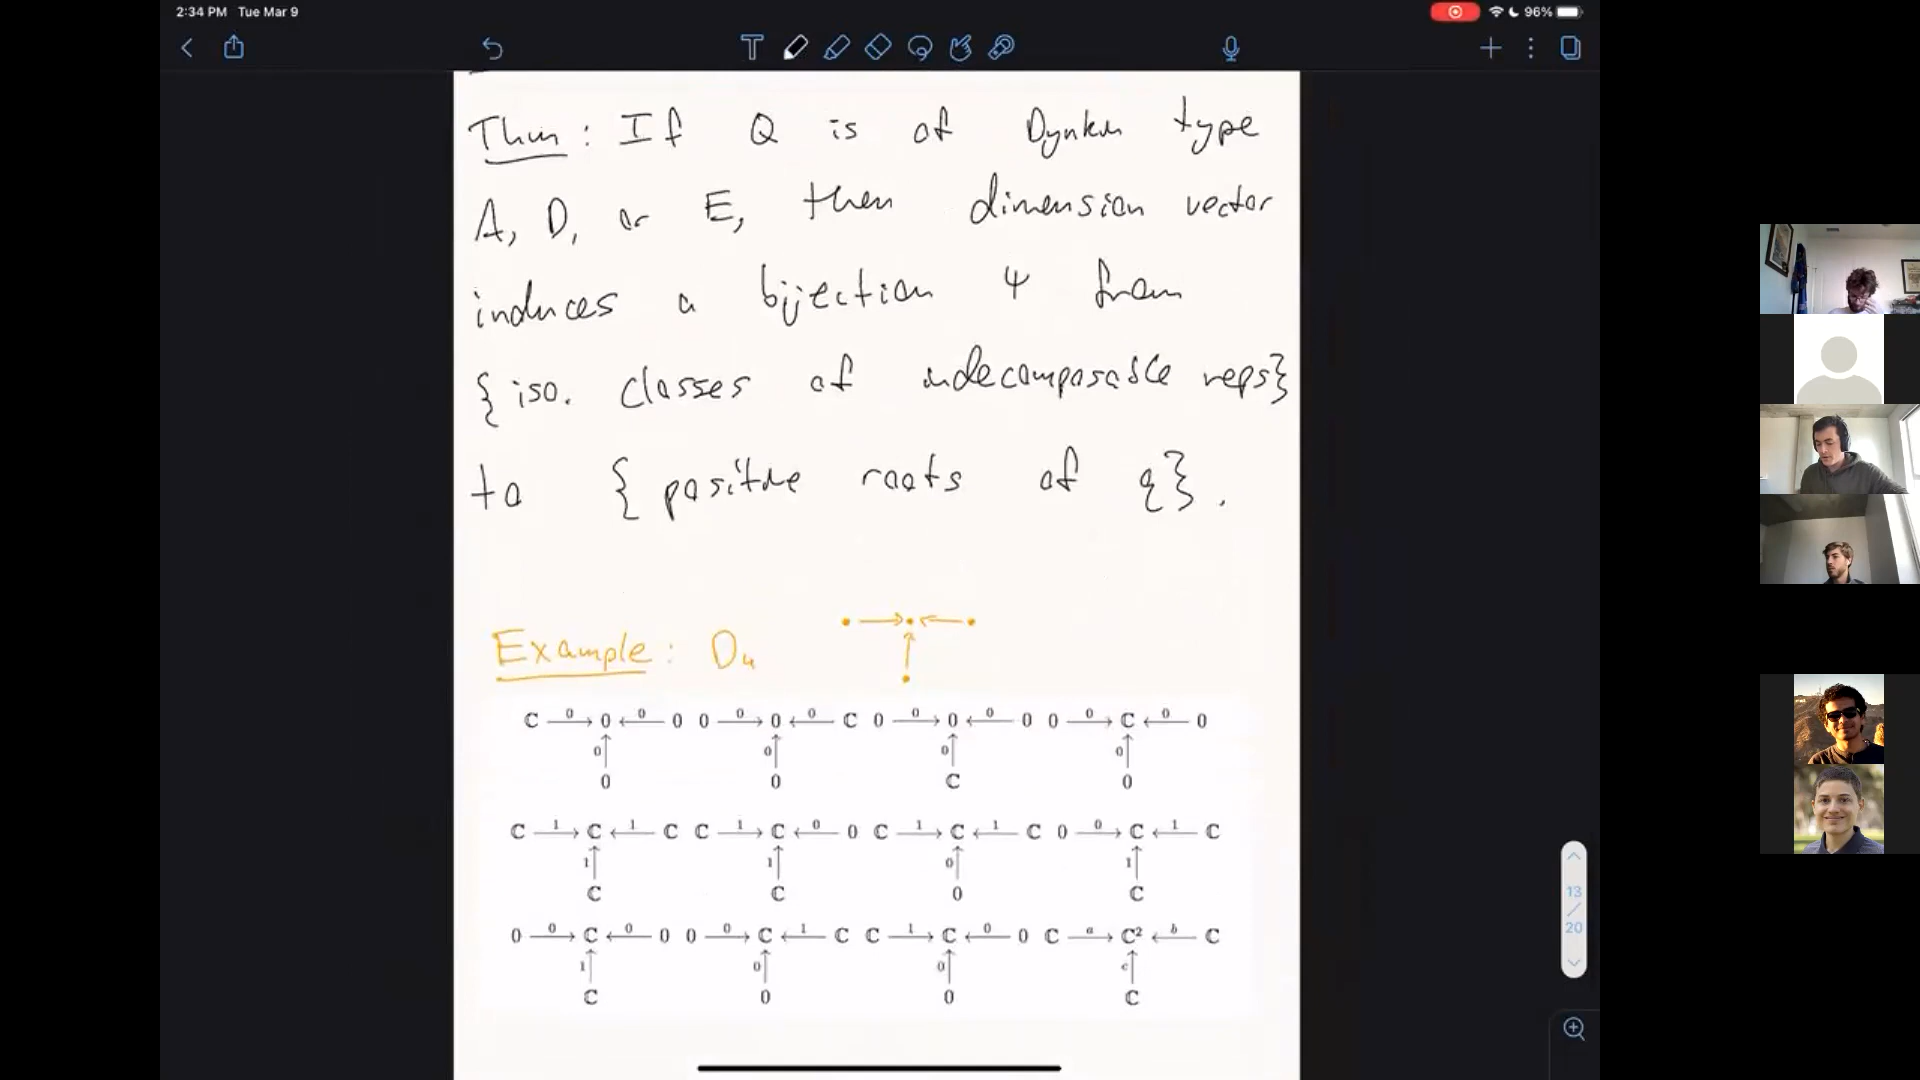 2:34 PM Tue Mar 9
96%
Thm: If Q is of Dynkin type
A, D, or E, then dimension vector
induces a bijection ψ from
{iso. classes of indecomposable reps}
to {positive roots of q}.
Example: D₄
C 0 0 0 0 0 0 0 0 C 0 0 0 0 0 0 0 C 0 0
0 0 0 0
0 0 C 0
C 1 C 1 C C 1 C 0 0 C 1 C 1 C 0 0 C 1 C
1 1 0 1
C C 0 C
0 0 C 0 0 0 0 C 1 C C 1 C 0 0 C a C² b C
1 0 0 c
C 0 0 C
13
/
20